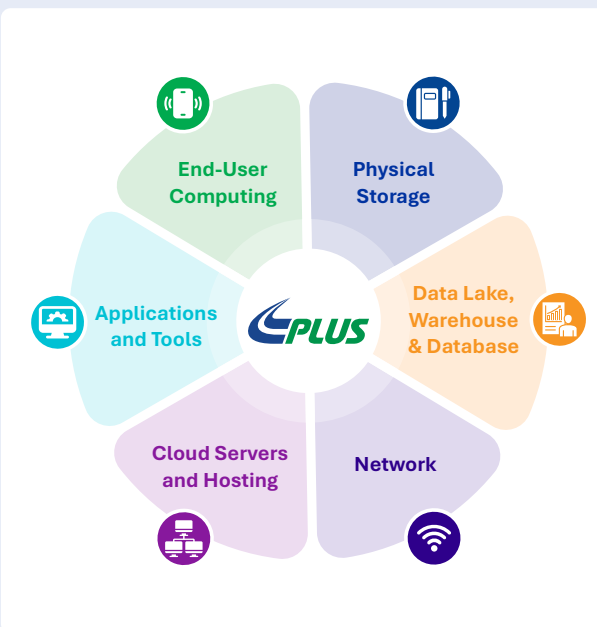 End-User
Computing
Physical
Storage
Applications
and Tools
PLUS
Data Lake,
Warehouse
& Database
Cloud Servers
and Hosting
Network